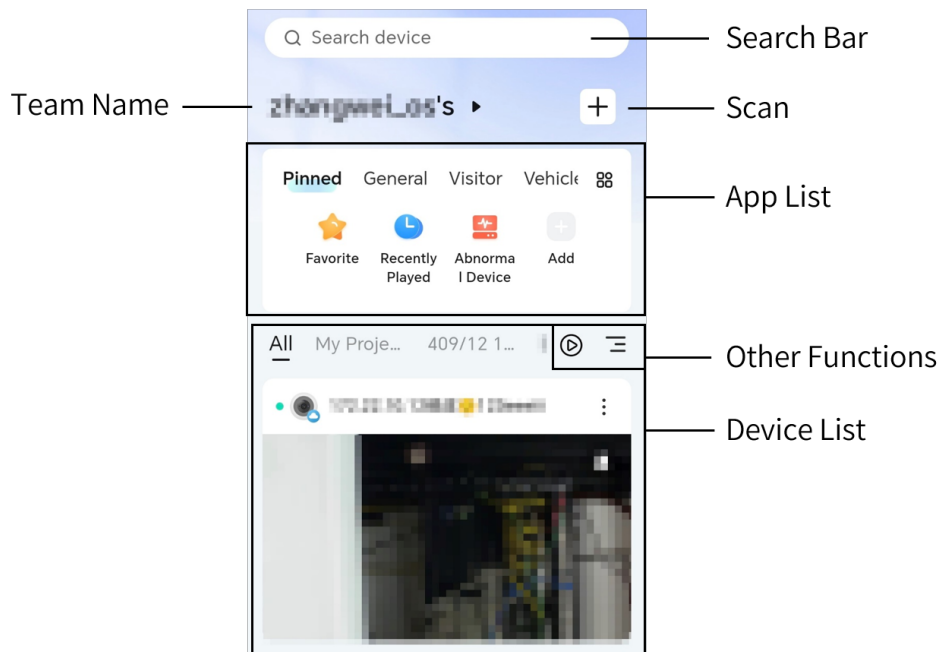 Search device
Search Bar
Team Name
's
Scan
Pinned General Visitor Vehicle
App List
Favorite Recently Abnorma Add
Played l Device
All My Proje... 409/12 1...
Other Functions
Device List